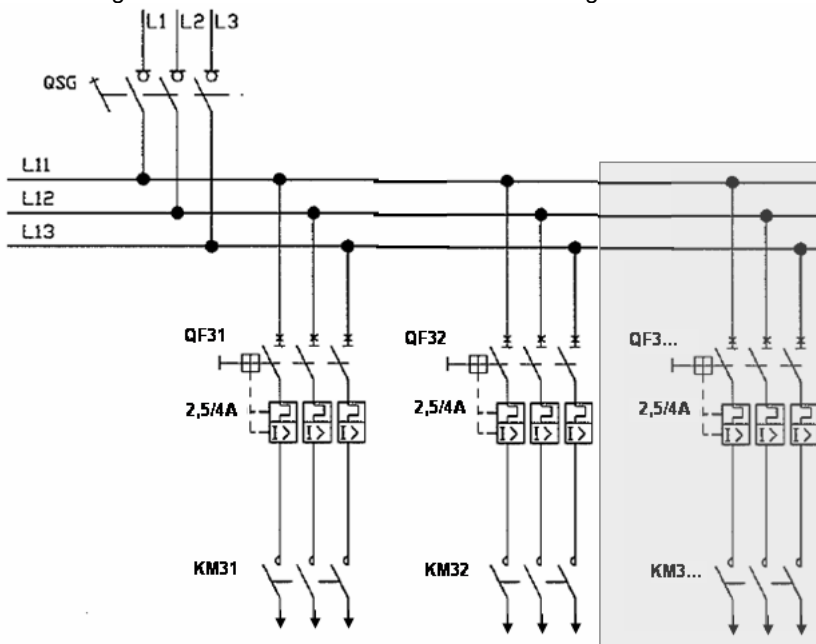 L1 L2 L3
QSG
L11
L12
L13
QF31 QF32 QF3...
2,5/4A 2,5/4A 2,5/4A
I> I> I> I> I> I> I> I> I>
KM31 KM32 KM3...